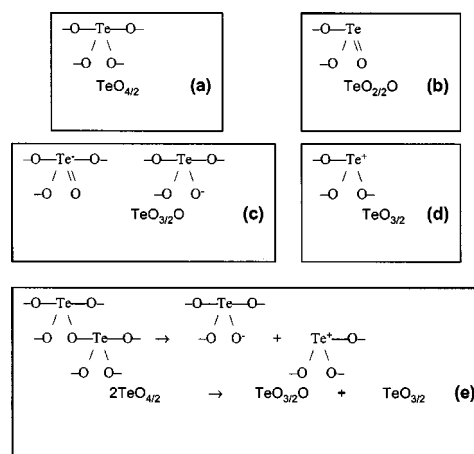 –O–Te–O–
–O O–
TeO4/2
(a)
–O–Te
–O O
TeO2/2O
(b)
–O–Te-–O– –O–Te–O–
–O O –O O-
TeO3/2O
(c)
–O–Te+
–O O–
TeO3/2
(d)
–O–Te–O– –O–Te–O–
–O O–Te–O– → –O O- + Te+–O–
–O O– –O O–
2TeO4/2 → TeO3/2O + TeO3/2
(e)